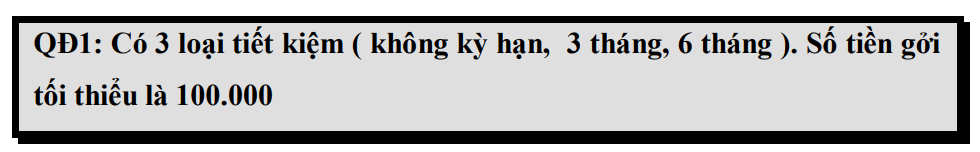 QĐ1: Có 3 loại tiết kiệm ( không kỳ hạn, 3 tháng, 6 tháng ). Số tiền gởi
tối thiểu là 100.000